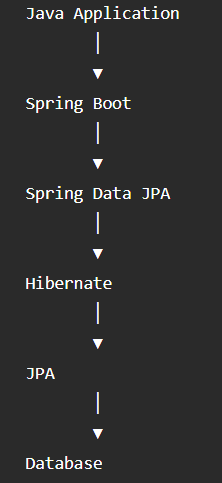 Java Application
│
▼
Spring Boot
│
▼
Spring Data JPA
│
▼
Hibernate
│
▼
JPA
│
▼
Database